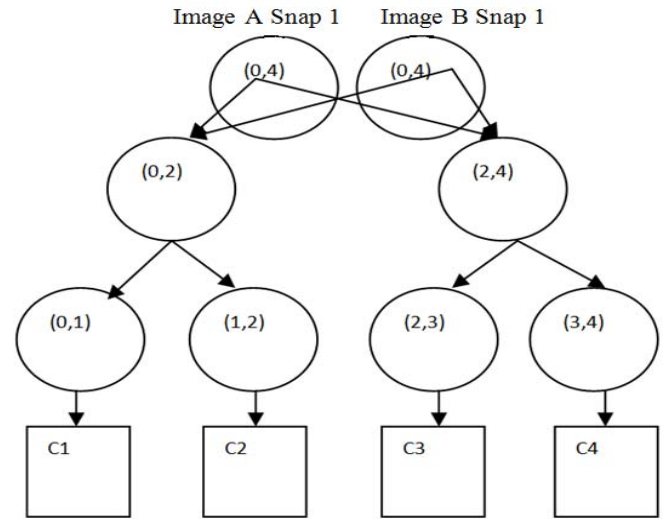 Image A Snap 1 Image B Snap 1
(0,4) (0,4)
(0,2) (2,4)
(0,1) (1,2) (2,3) (3,4)
C1 C2 C3 C4